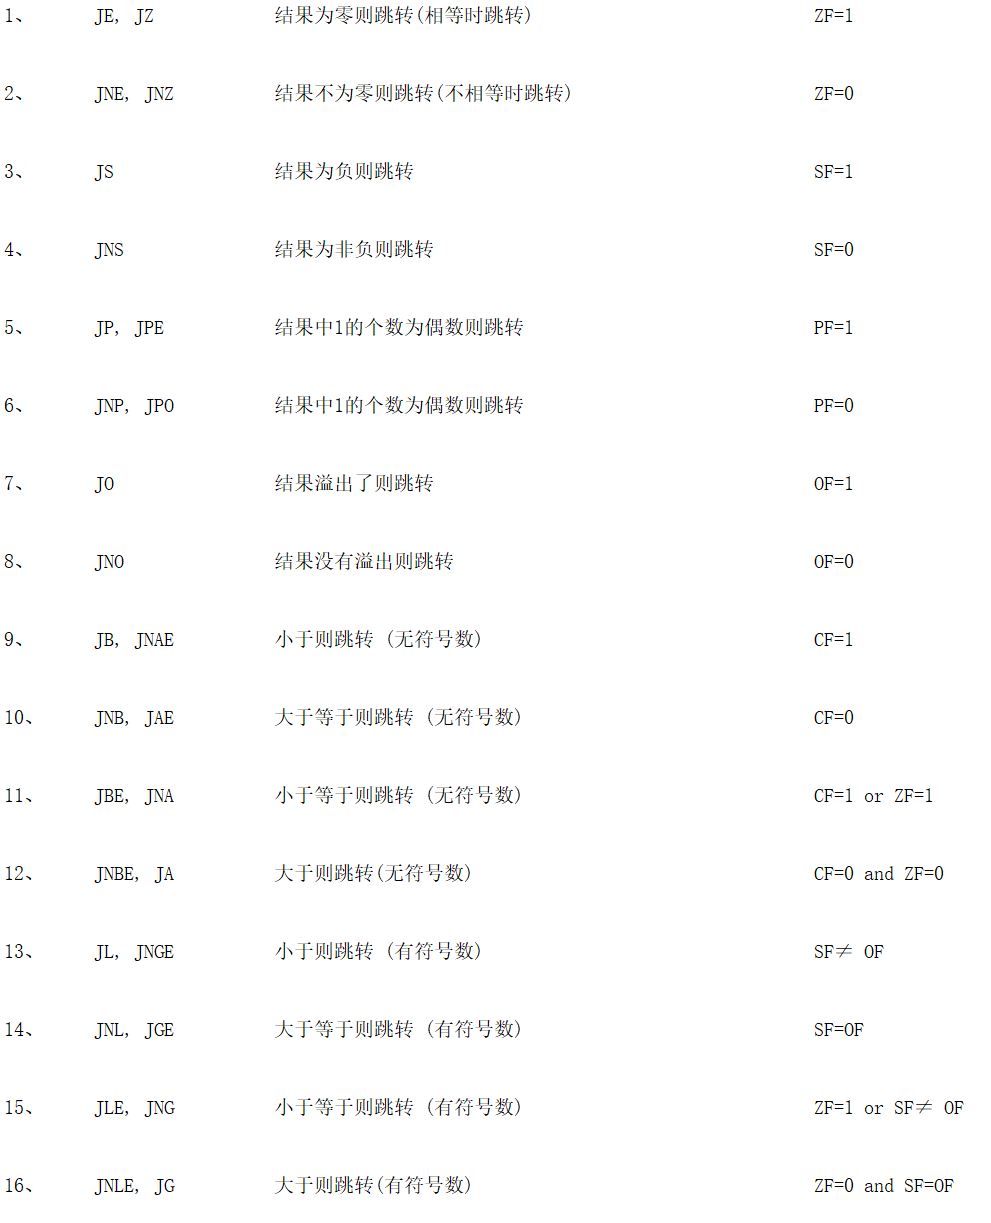 1、 JE, JZ 结果为零则跳转(相等时跳转) ZF=1
2、 JNE, JNZ 结果不为零则跳转(不相等时跳转) ZF=0
3、 JS 结果为负则跳转 SF=1
4、 JNS 结果为非负则跳转 SF=0
5、 JP, JPE 结果中1的个数为偶数则跳转 PF=1
6、 JNP, JPO 结果中1的个数为偶数则跳转 PF=0
7、 JO 结果溢出了则跳转 OF=1
8、 JNO 结果没有溢出则跳转 OF=0
9、 JB, JNAE 小于则跳转 (无符号数) CF=1
10、 JNB, JAE 大于等于则跳转 (无符号数) CF=0
11、 JBE, JNA 小于等于则跳转 (无符号数) CF=1 or ZF=1
12、 JNBE, JA 大于则跳转(无符号数) CF=0 and ZF=0
13、 JL, JNGE 小于则跳转 (有符号数) SF≠ OF
14、 JNL, JGE 大于等于则跳转 (有符号数) SF=OF
15、 JLE, JNG 小于等于则跳转 (有符号数) ZF=1 or SF≠ OF
16、 JNLE, JG 大于则跳转(有符号数) ZF=0 and SF=OF